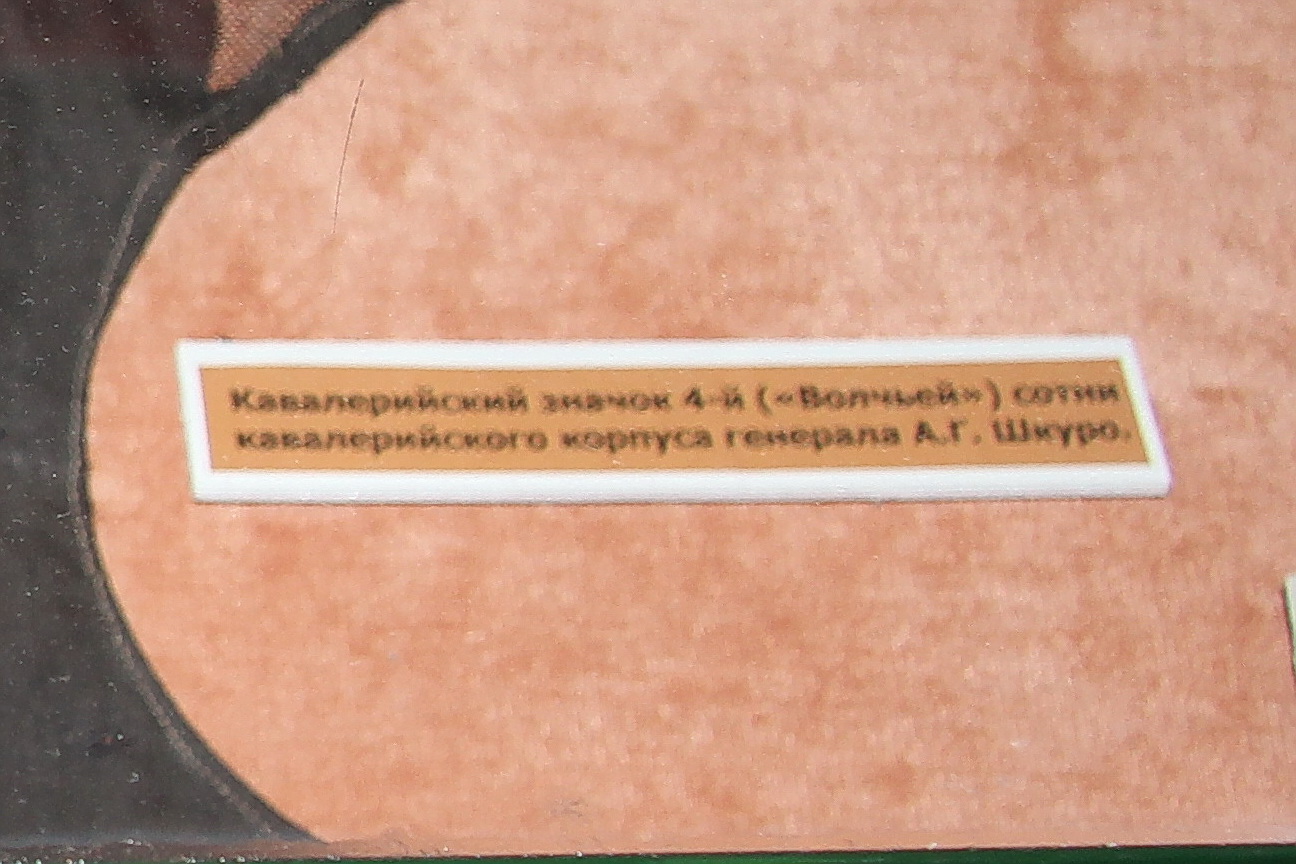 Кавалерийский значок 4-й («Волчьей») сотни
кавалерийского корпуса генерала А.Г. Шкуро.